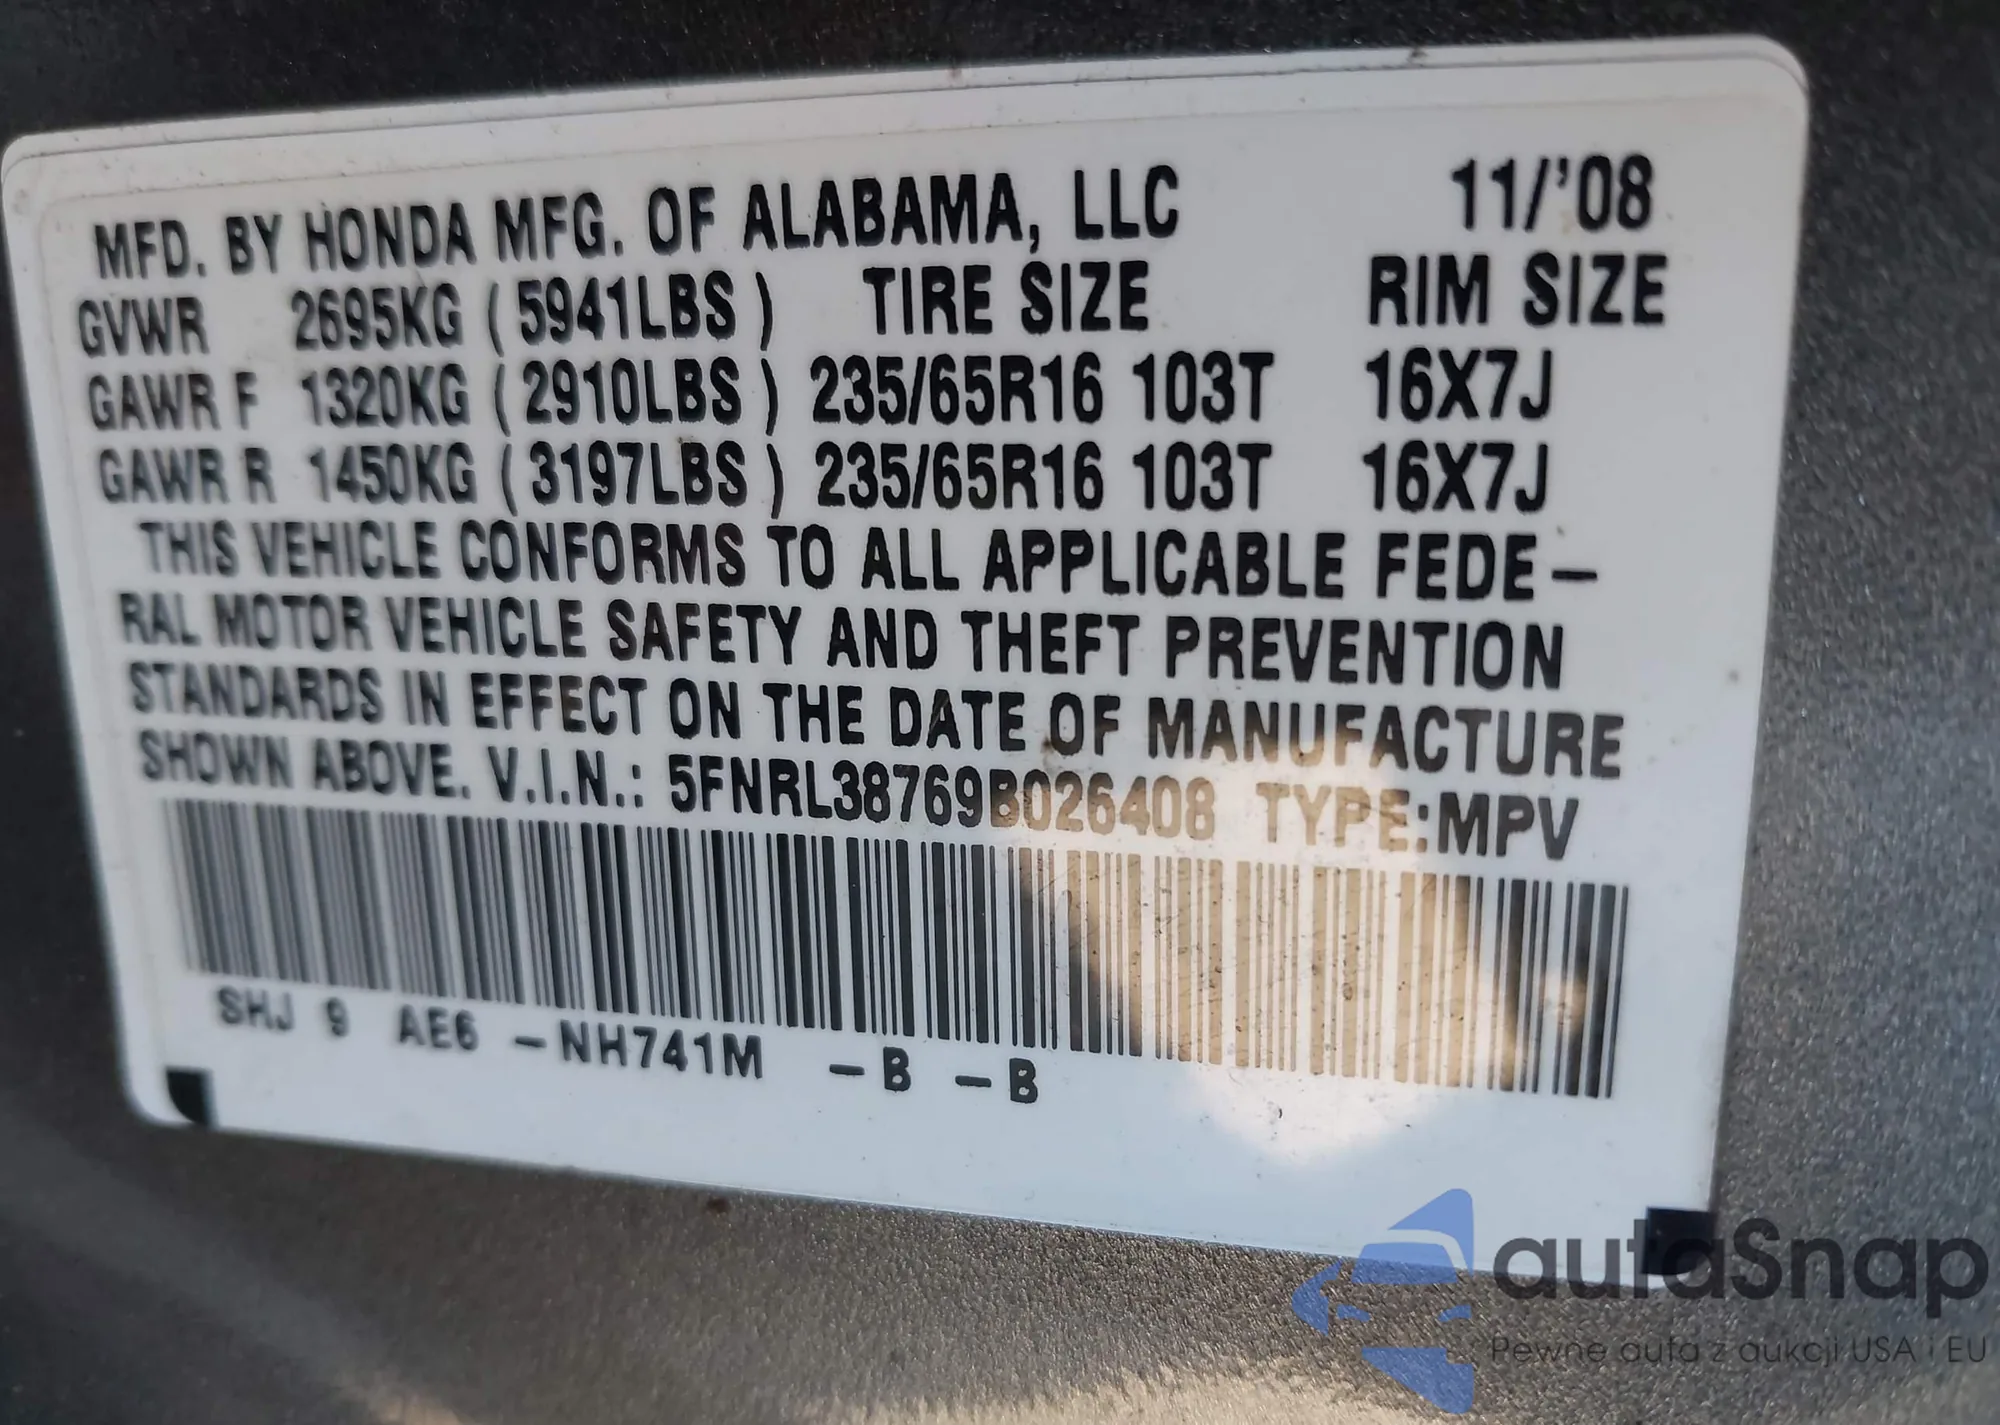 MFD. BY HONDA MFG. OF ALABAMA, LLC 11/'08
GVWR 2695KG ( 5941LBS ) TIRE SIZE RIM SIZE
GAWR F 1320KG ( 2910LBS ) 235/65R16 103T 16X7J
GAWR R 1450KG ( 3197LBS ) 235/65R16 103T 16X7J
THIS VEHICLE CONFORMS TO ALL APPLICABLE FEDE-
RAL MOTOR VEHICLE SAFETY AND THEFT PREVENTION
STANDARDS IN EFFECT ON THE DATE OF MANUFACTURE
SHOWN ABOVE. V.I.N.: 5FNRL38769B026408 TYPE:MPV
SHJ 9 AE6 -NH741M -B -B
autaSnap
Pewne auta z aukcji USA i EU